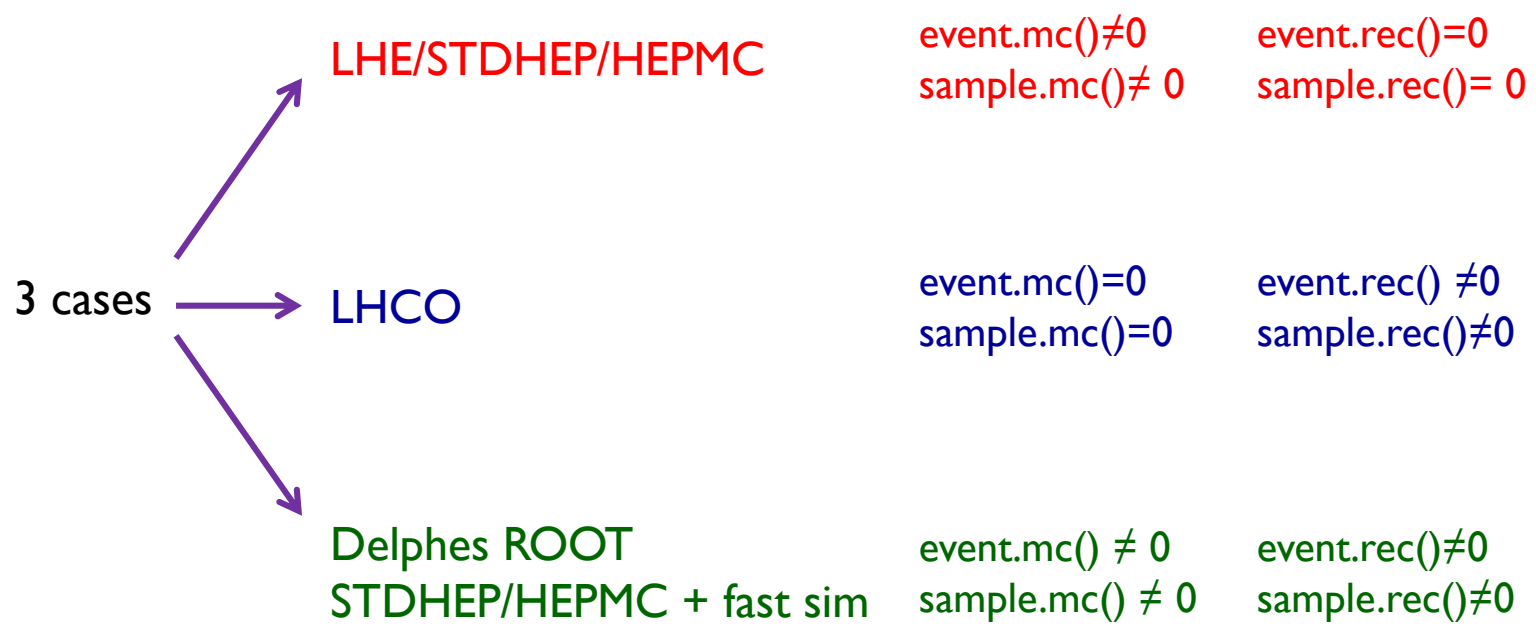 LHE/STDHEP/HEPMC
event.mc()≠0
sample.mc()≠ 0
event.rec()=0
sample.rec()= 0
3 cases
LHCO
event.mc()=0
sample.mc()=0
event.rec() ≠0
sample.rec()≠0
Delphes ROOT
STDHEP/HEPMC + fast sim
event.mc() ≠ 0
sample.mc() ≠ 0
event.rec()≠0
sample.rec()≠0